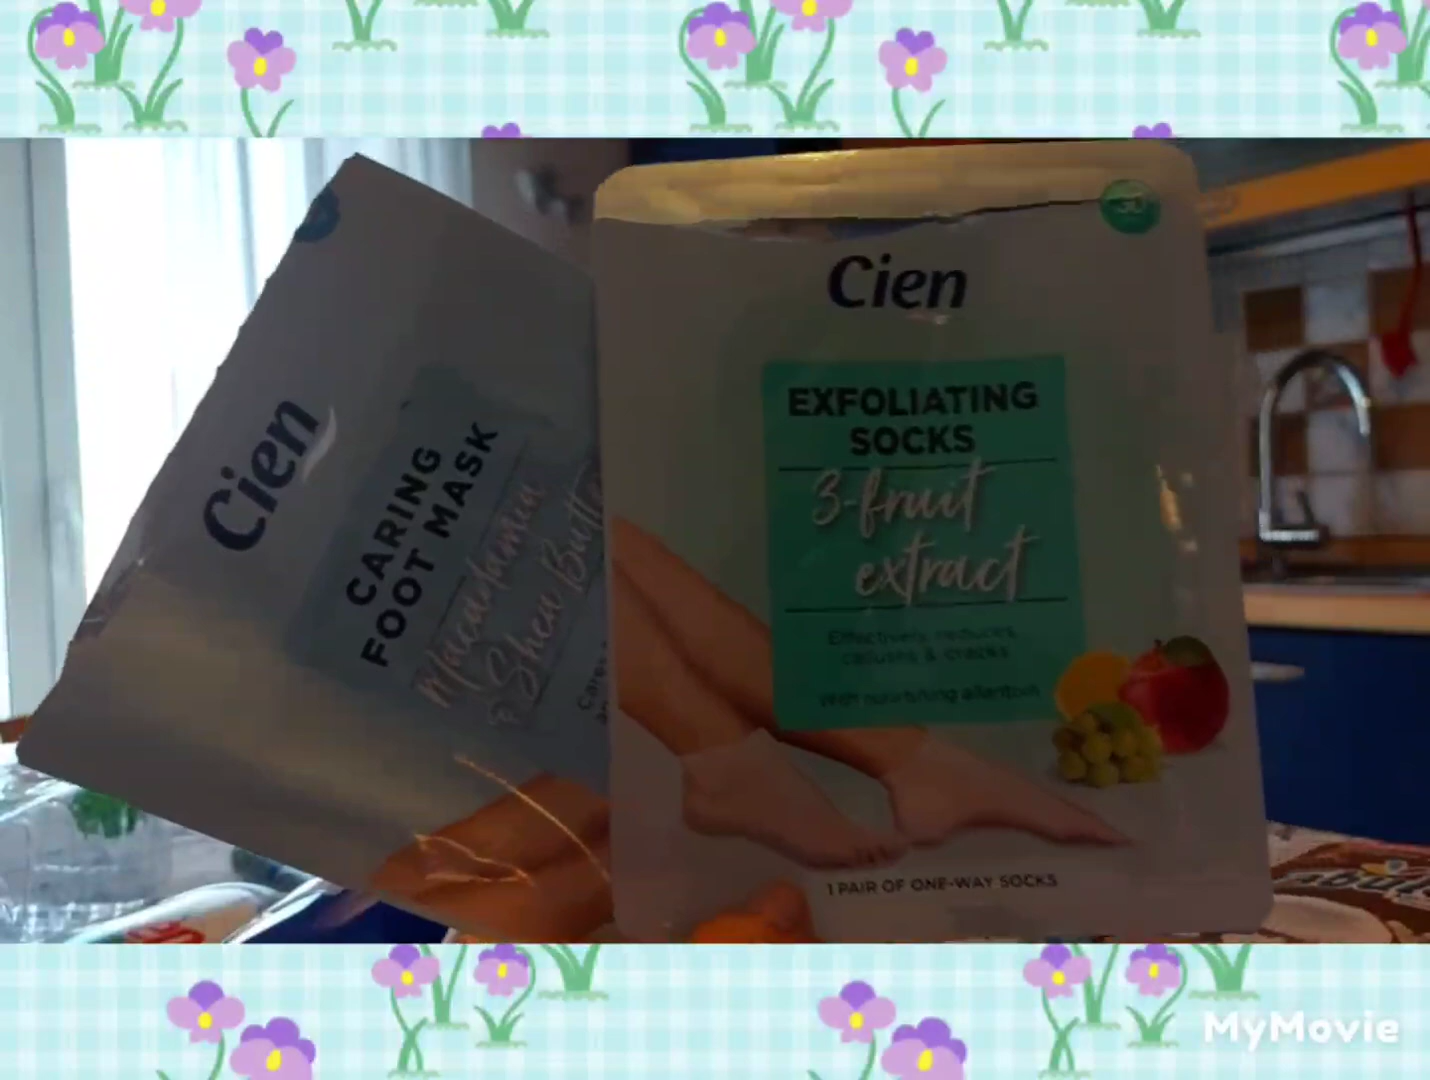 Cien
CARING
FOOT MASK
Macadamia
& Shea Butter
Cares
Cien
EXFOLIATING
SOCKS
3-fruit
extract
Effectively reduces
calluses & cracks
With nourishing allantoin
1 PAIR OF ONE-WAY SOCKS
MyMovie